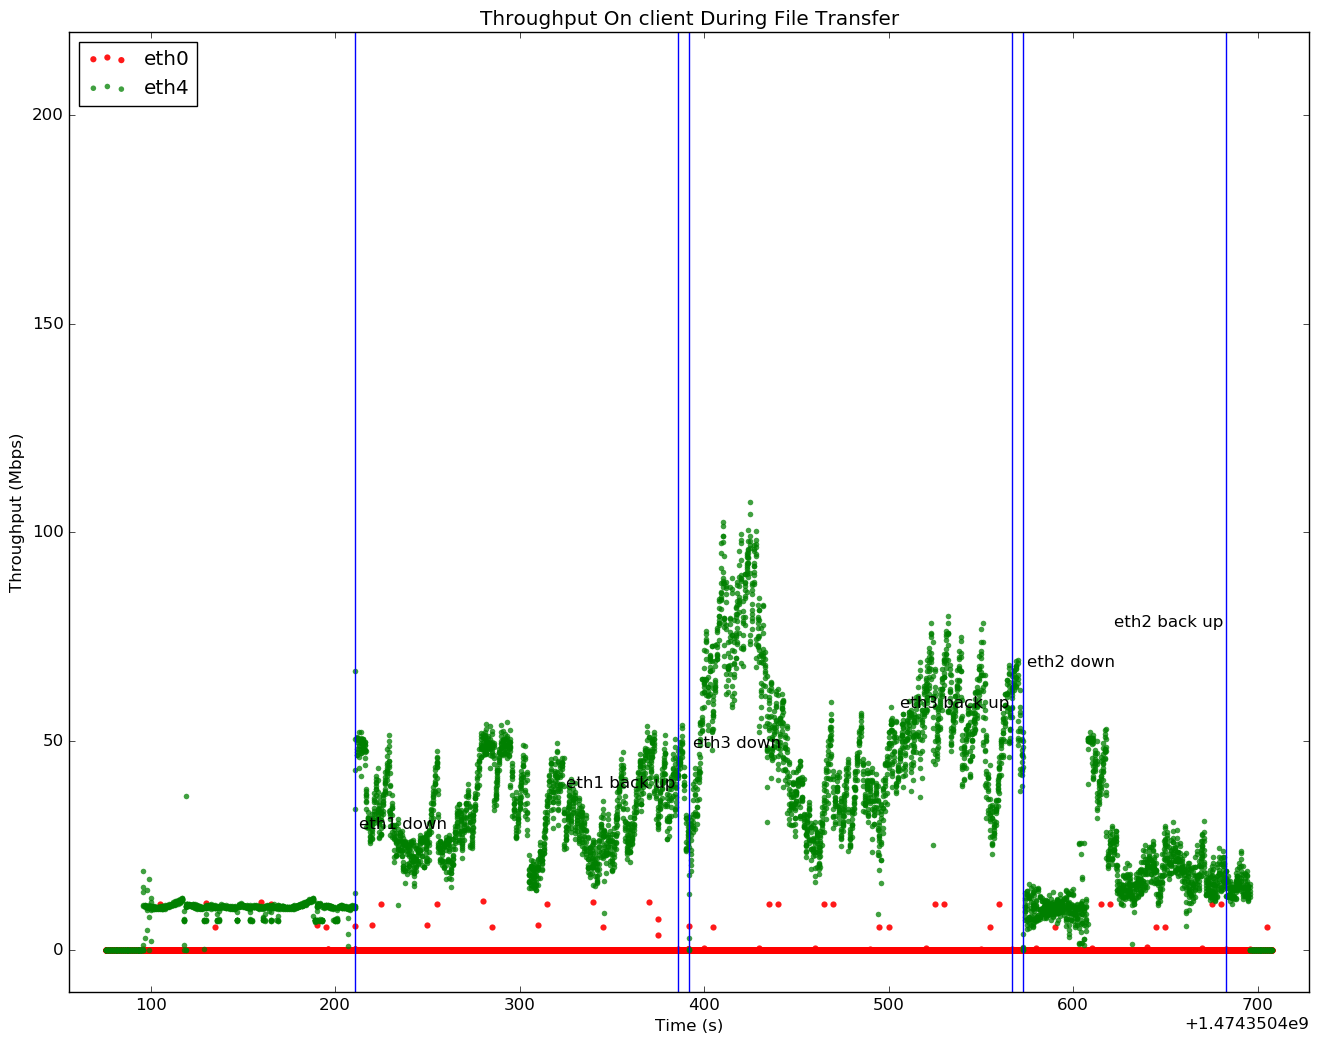 Throughput On client During File Transfer
eth0
eth4
Throughput (Mbps)
200
150
100
50
0
eth2 back up
eth2 down
eth3 back up
eth3 down
eth1 back up
eth1 down
100
200
300
400
500
600
700
Time (s)
+1.4743504e9